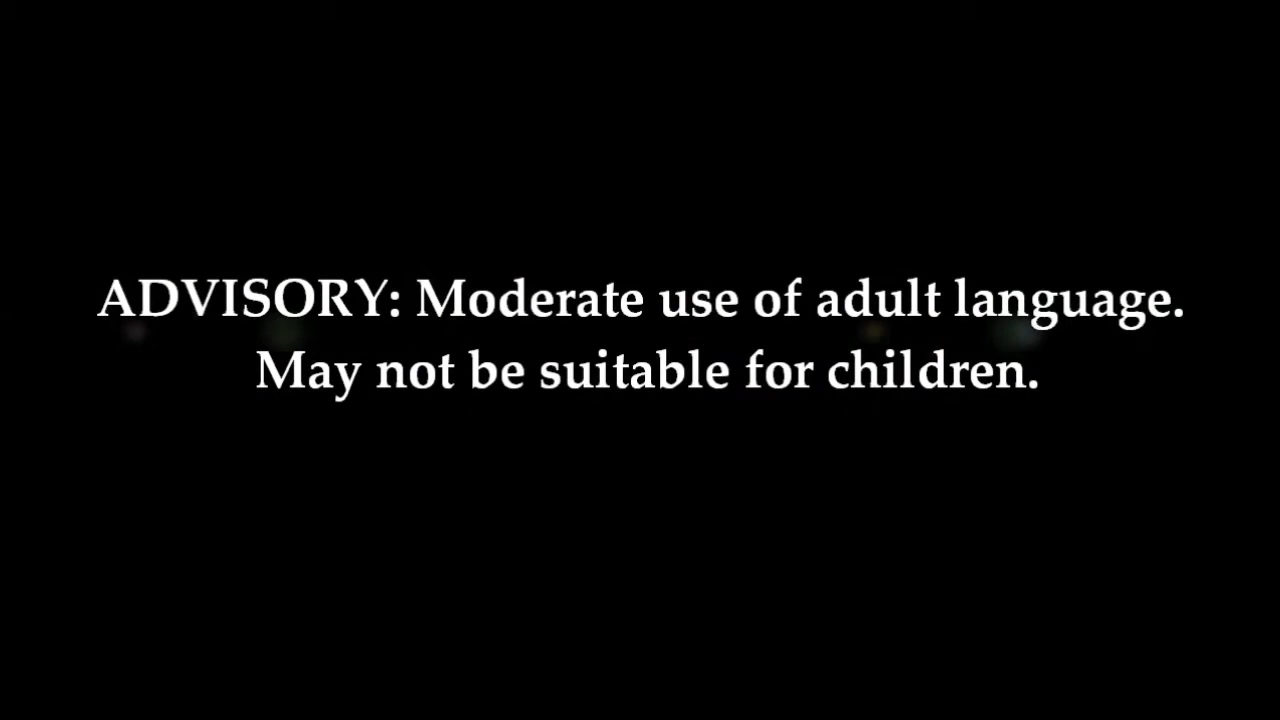 ADVISORY: Moderate use of adult language.
May not be suitable for children.